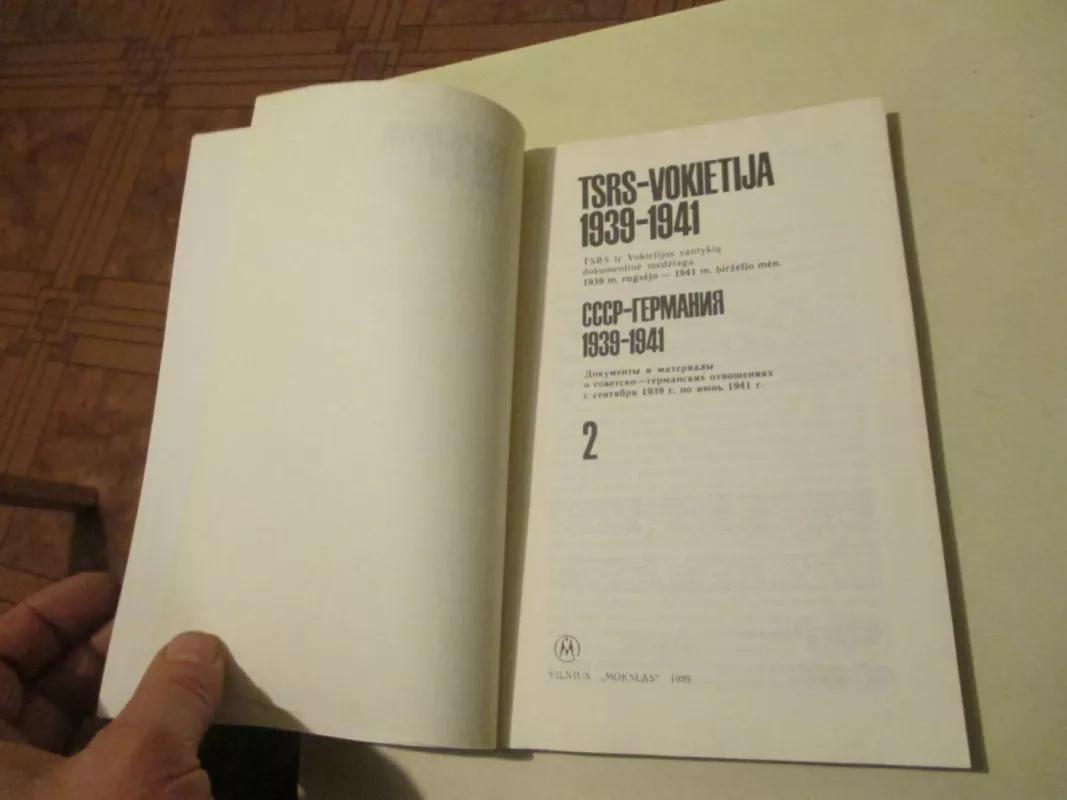 TSRS-VOKIETIJA
1939-1941
TSRS ir Vokietijos santykių
dokumentinė medžiaga
1939 m. rugsėjo — 1941 m. birželio mėn.
СССР-ГЕРМАНИЯ
1939-1941
Документы и материалы
о советско—германских отношениях
с сентября 1939 г. по июнь 1941 г.
2
M
VILNIUS „MOKSLAS“ 1989